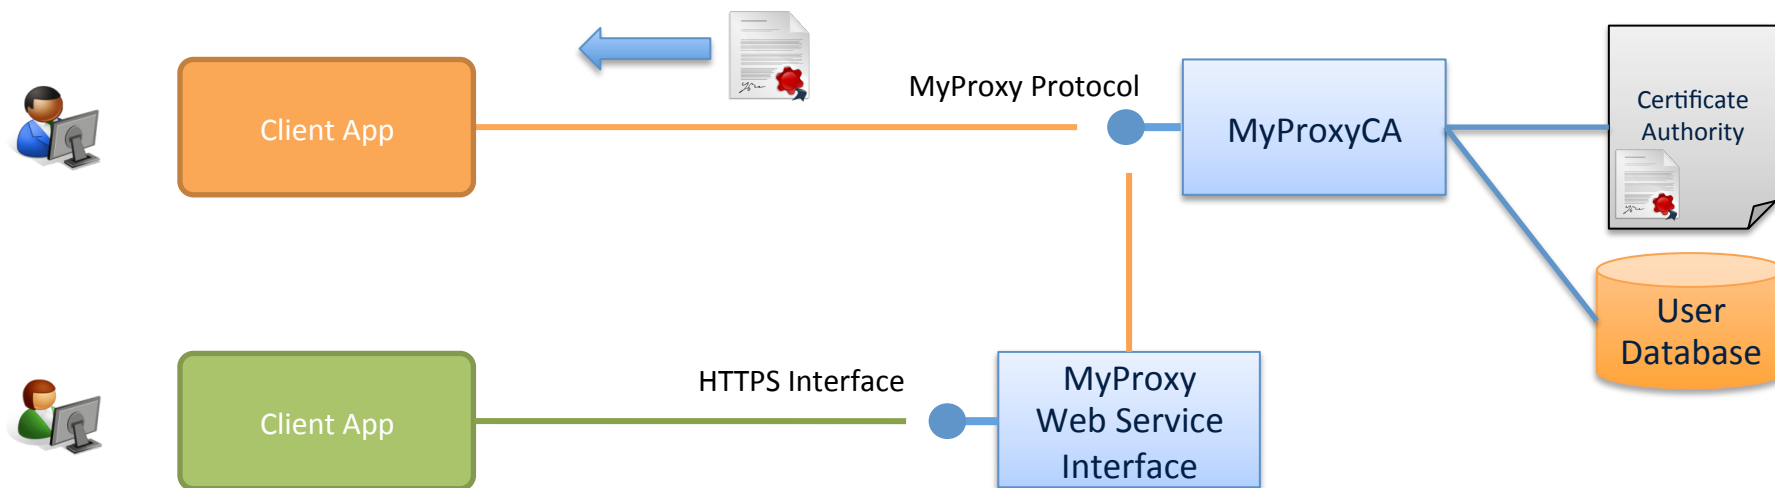 MyProxy Protocol
Client App
MyProxyCA
Certificate
Authority
User
Database
HTTPS Interface
Client App
MyProxy
Web Service
Interface